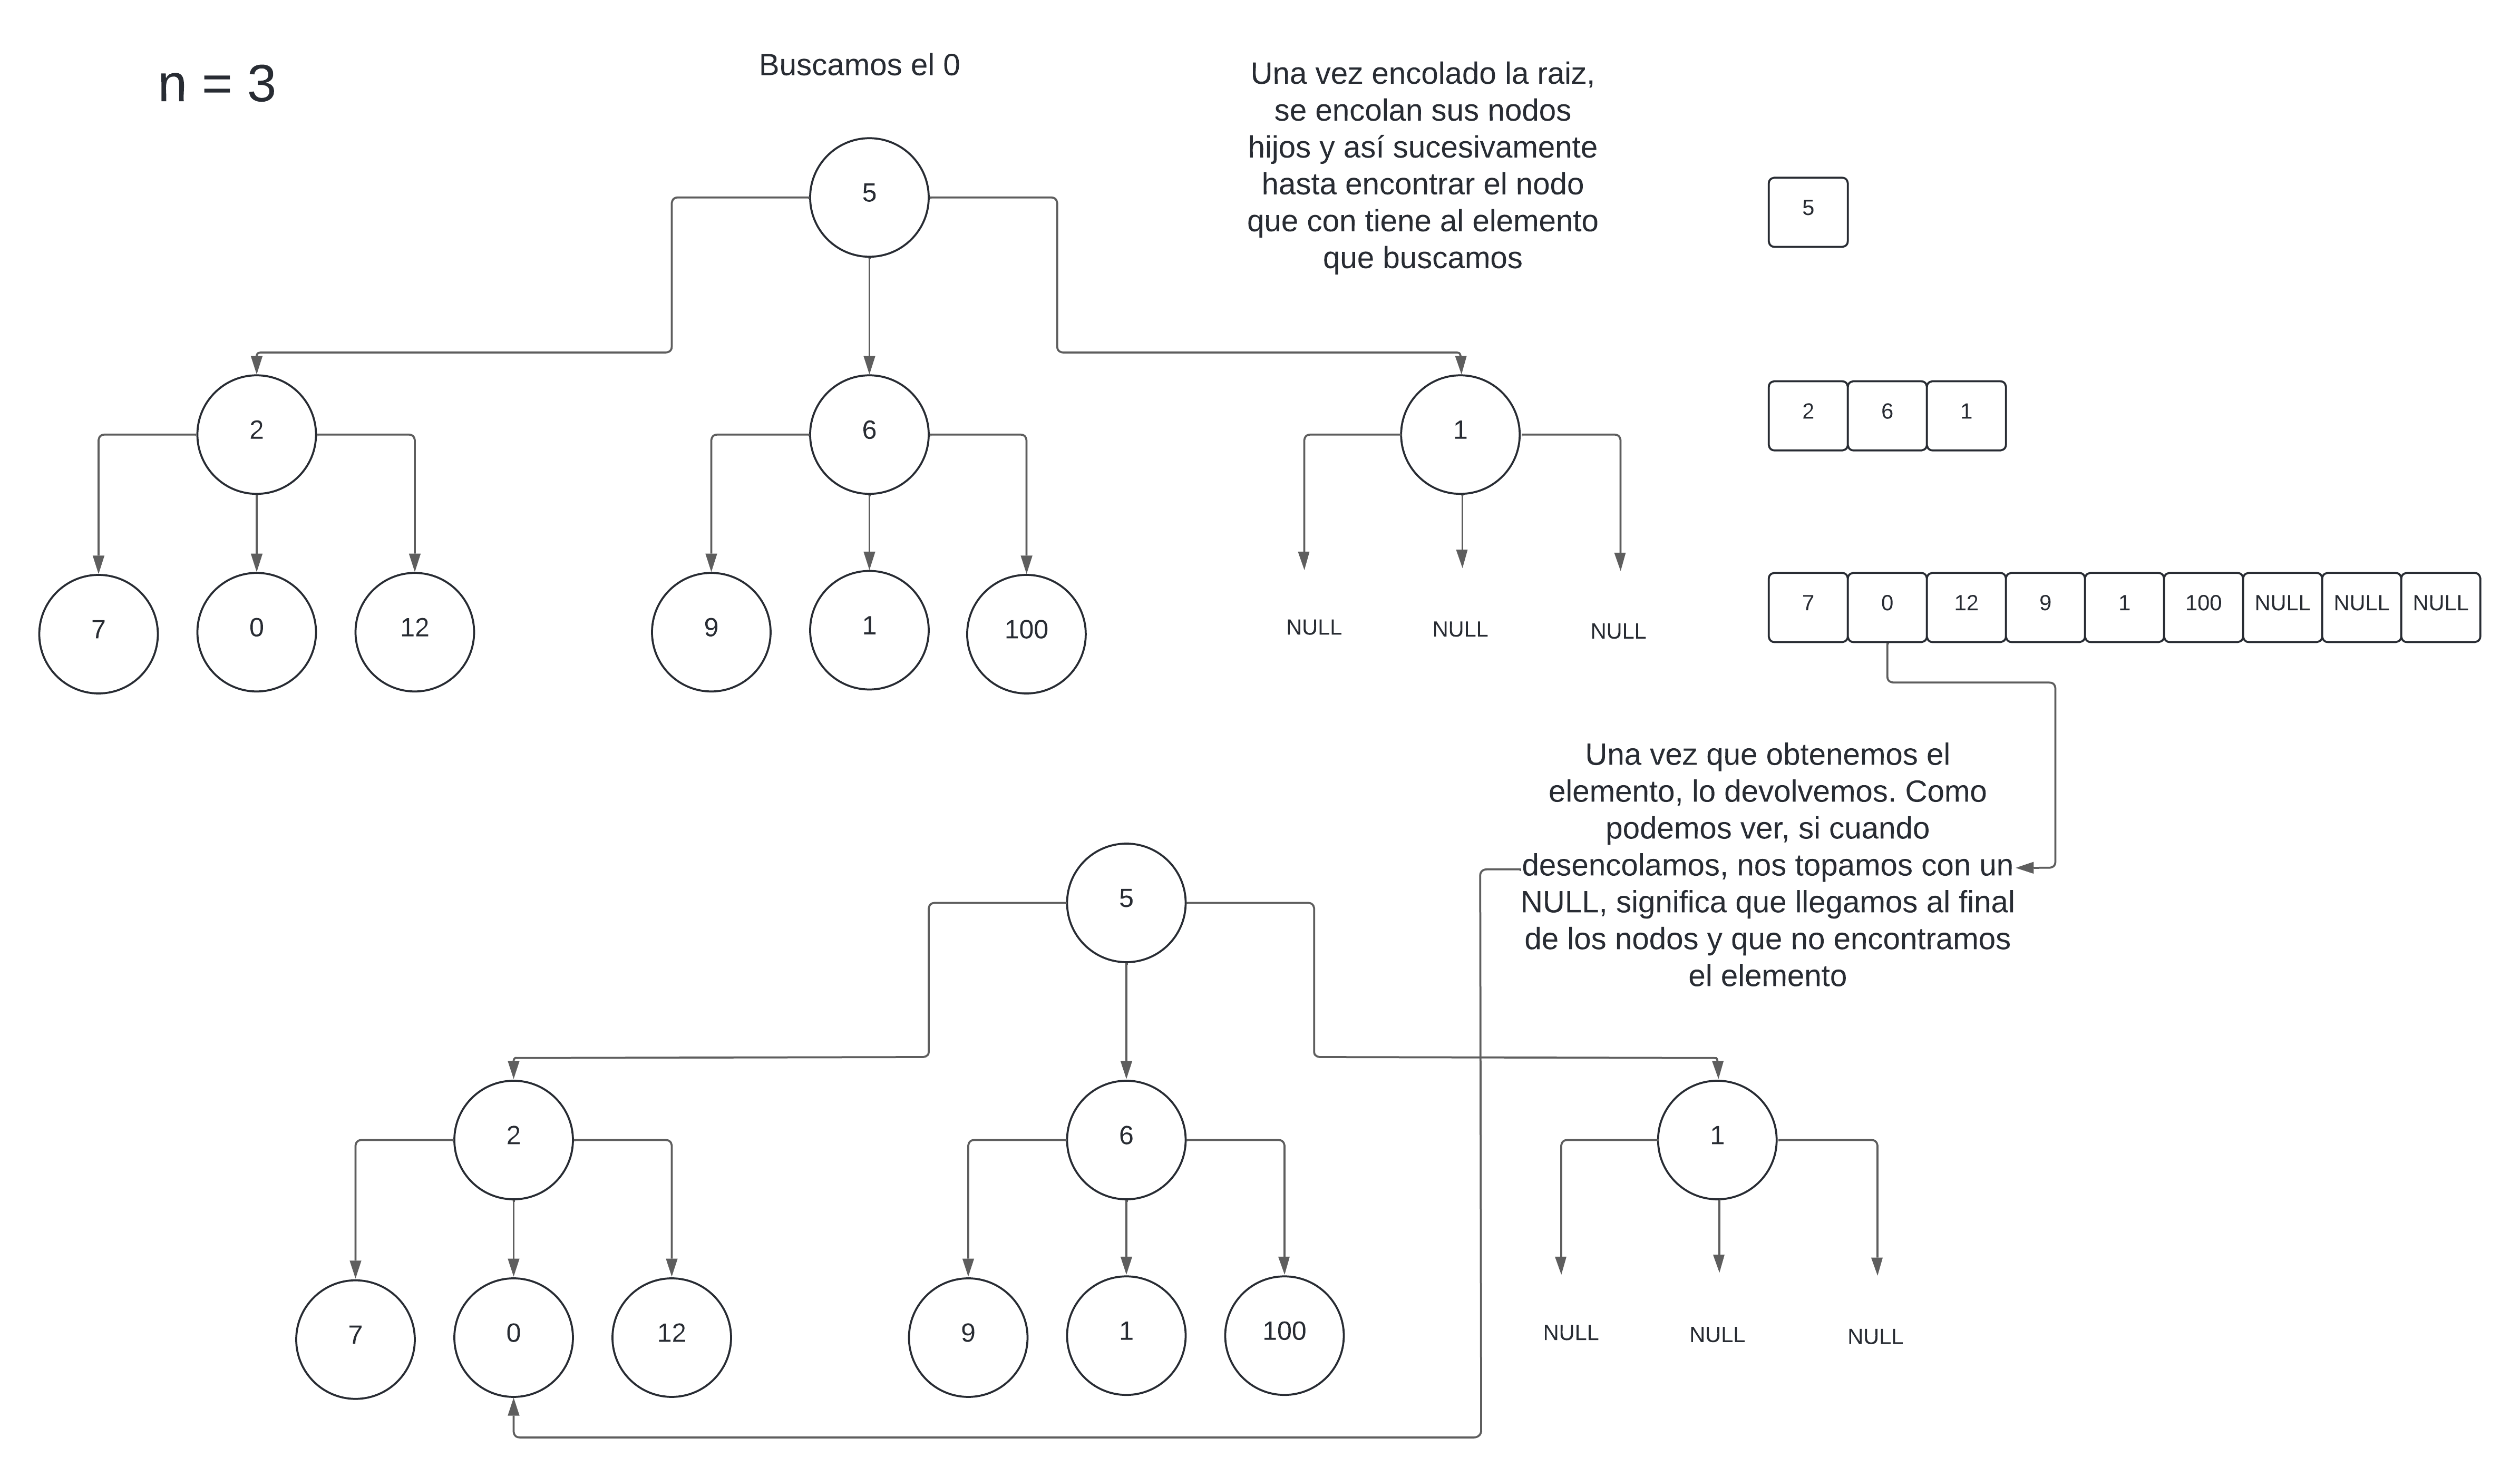 n = 3
Buscamos el 0
Una vez encolado la raiz,
se encolan sus nodos
hijos y así sucesivamente
hasta encontrar el nodo
que con tiene al elemento
que buscamos
5
5
2
6
1
2 6 1
7
0
12
9
1
100
NULL
NULL
NULL
7 0 12 9 1 100 NULL NULL NULL
Una vez que obtenemos el
elemento, lo devolvemos. Como
podemos ver, si cuando
desencolamos, nos topamos con un
NULL, significa que llegamos al final
de los nodos y que no encontramos
el elemento
5
2
6
1
7
0
12
9
1
100
NULL
NULL
NULL